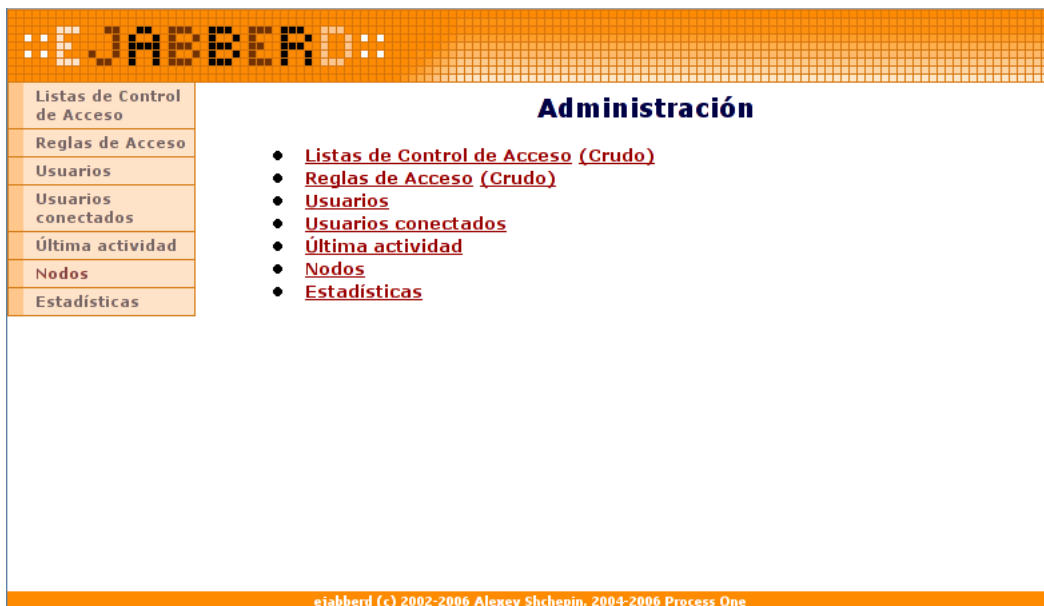 ::EJABBERD::
Listas de Control
de Acceso
Reglas de Acceso
Usuarios
Usuarios
conectados
Última actividad
Nodos
Estadísticas
Administración
Listas de Control de Acceso (Crudo)
Reglas de Acceso (Crudo)
Usuarios
Usuarios conectados
Última actividad
Nodos
Estadísticas
ejabberd (c) 2002-2006 Alexey Shchepin, 2004-2006 Process One